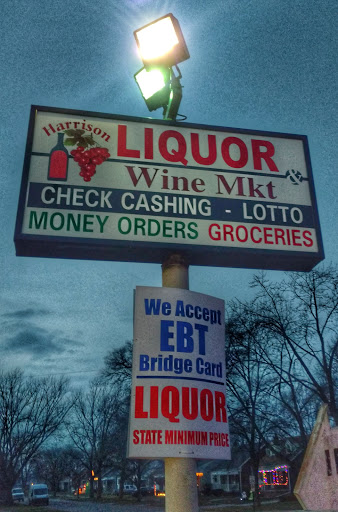 Harrison
LIQUOR
Wine Mkt
CHECK CASHING - LOTTO
MONEY ORDERS GROCERIES
We Accept
EBT
Bridge Card
LIQUOR
STATE MINIMUM PRICE